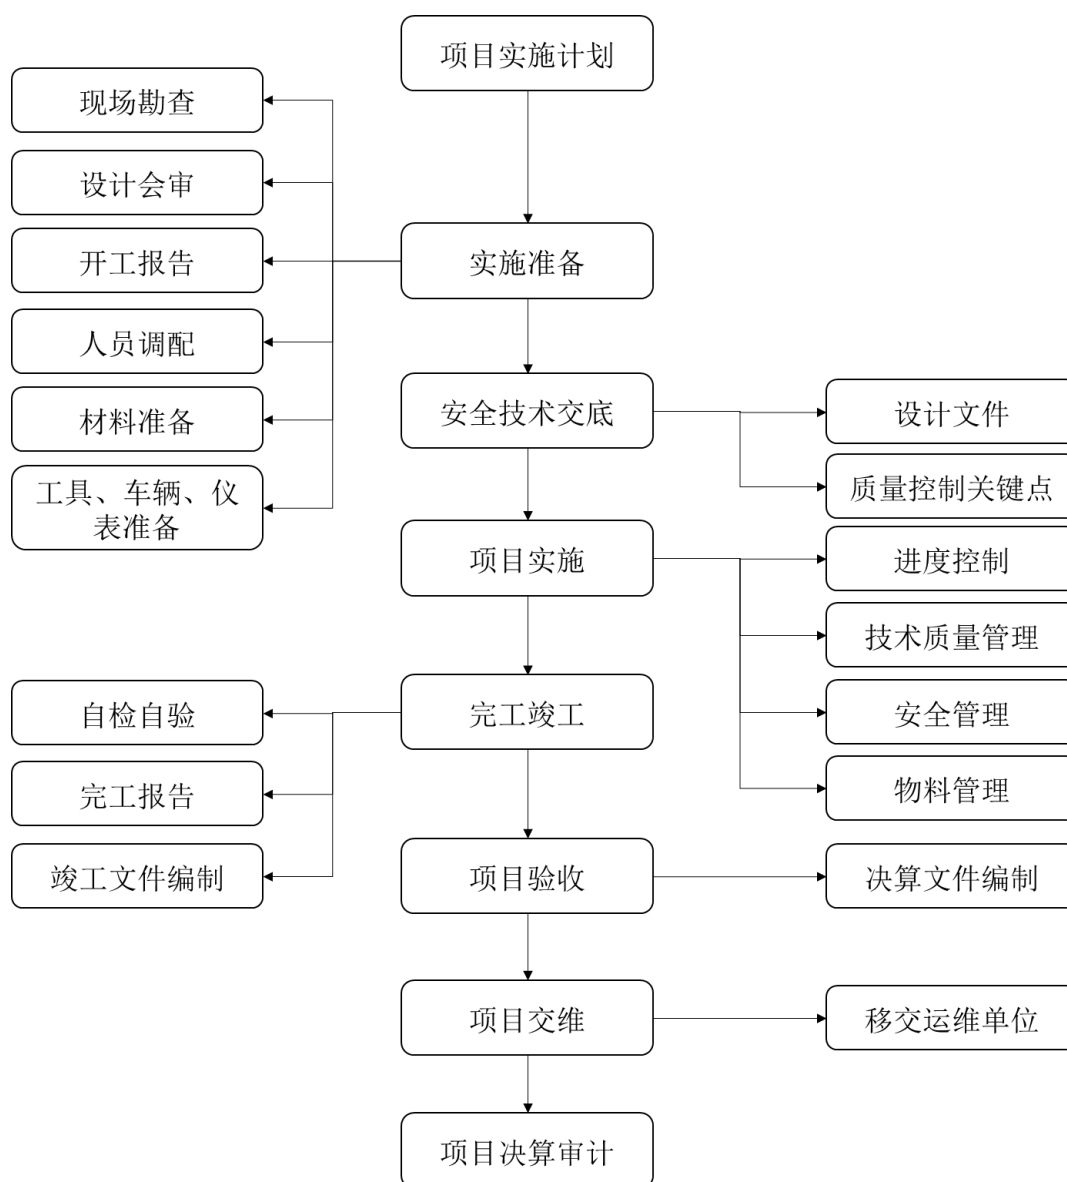 项目实施计划
现场勘查
设计会审
开工报告
人员调配
材料准备
工具、车辆、仪
表准备
实施准备
安全技术交底
设计文件
质量控制关键点
项目实施
进度控制
技术质量管理
安全管理
物料管理
完工竣工
自检自验
完工报告
竣工文件编制
项目验收
决算文件编制
项目交维
移交运维单位
项目决算审计